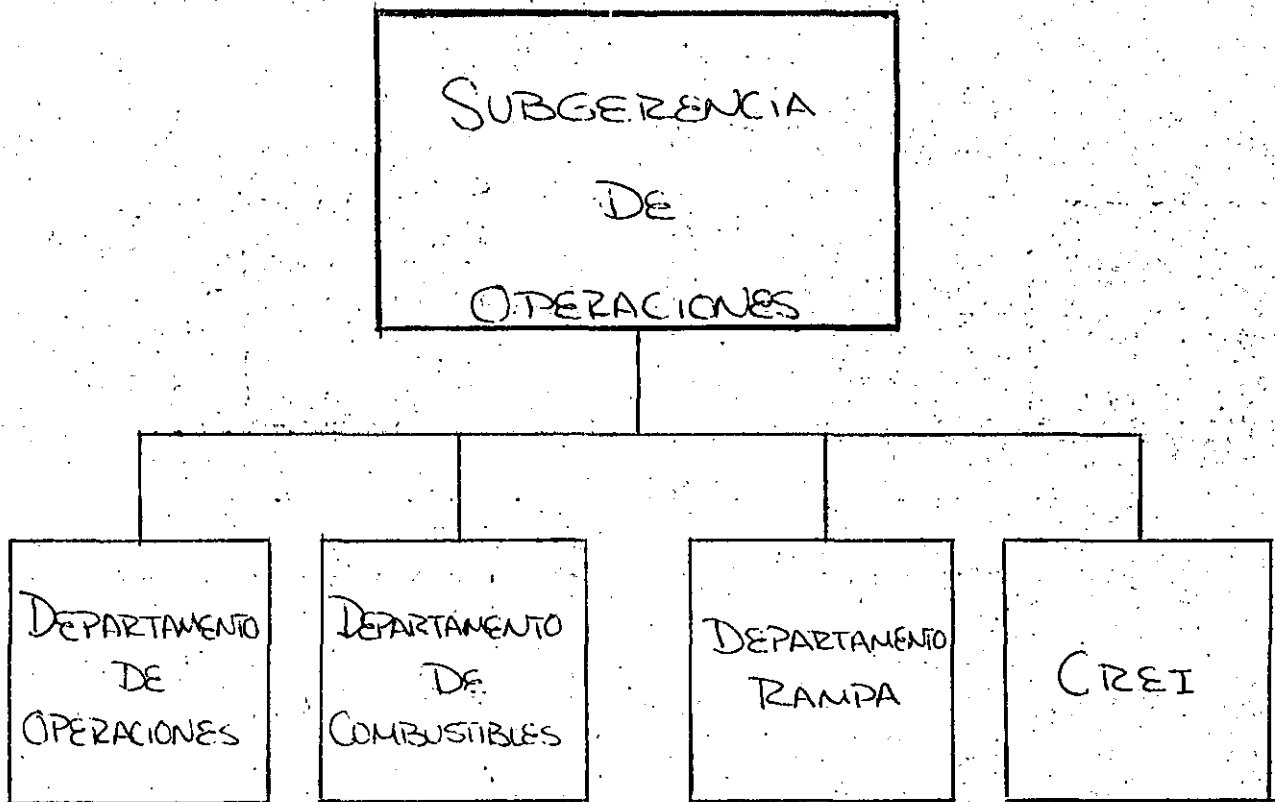 SUBGERENCIA
DE
OPERACIONES
DEPARTAMENTO
DE
OPERACIONES
DEPARTAMENTO
DE
COMBUSTIBLES
DEPARTAMENTO
RAMPA
CREI